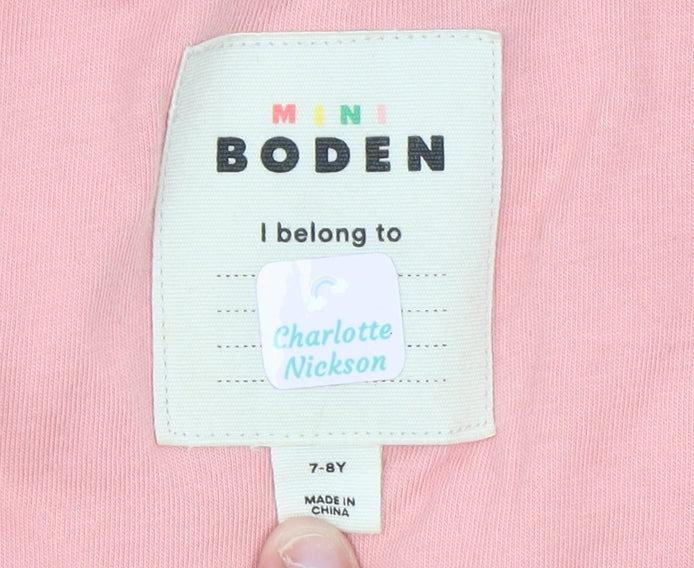 MINI
BODEN
I belong to
Charlotte
Nickson
7-8Y
MADE IN
CHINA